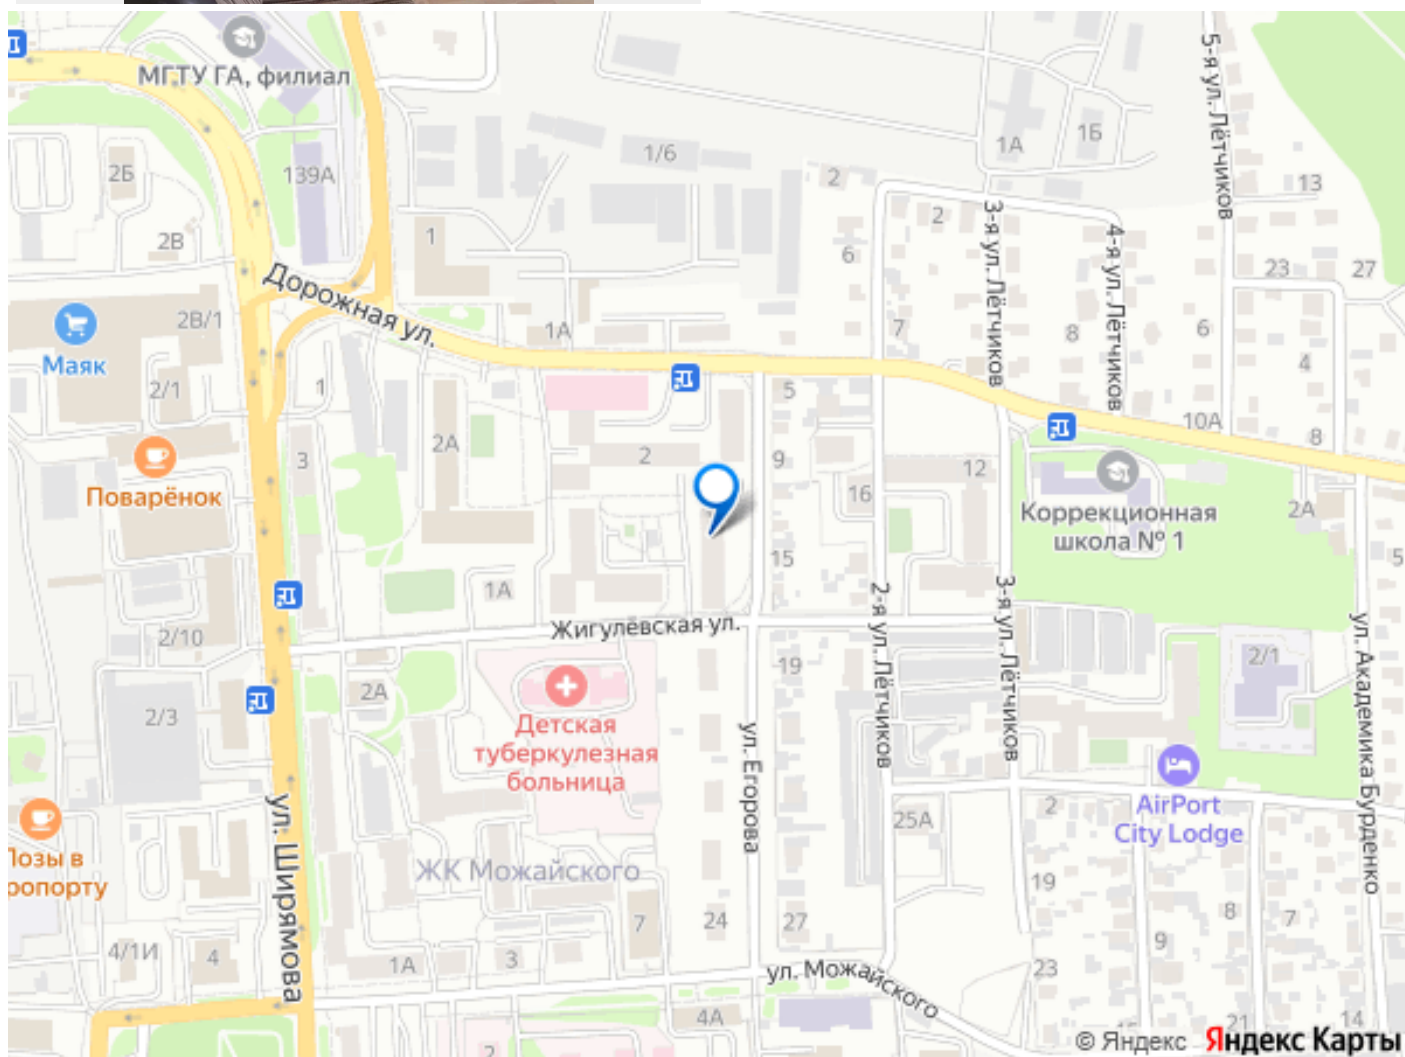 МГТУ ГА, филиал
5-я ул. Лётчиков
1Б
1А
1/6
139А
2Б
2
13
3-я ул. Лётчиков
2
4-я ул. Лётчиков
1
2В
6
23
27
Дорожная ул.
2В/1
1А
7
8
6
Маяк
4
2/1
1
5
10А
8
2А
3
2
9
12
Поварёнок
16
Коррекционная
школа № 1
2А
15
5
1А
2-я ул. Лётчиков
3-я ул. Лётчиков
2/10
Жигулёвская ул.
ул. Академика Бурденко
19
2/1
2А
2/3
Детская
туберкулезная
больница
ул. Егорова
AirPort
City Lodge
2
25А
ул. Ширямова
Позы в
ропорту
ЖК Можайского
19
8
7
24
27
7
9
4/1И
4
3
1А
23
ул. Можайского
4А
21
14
2
© Яндекс Яндекс Карты